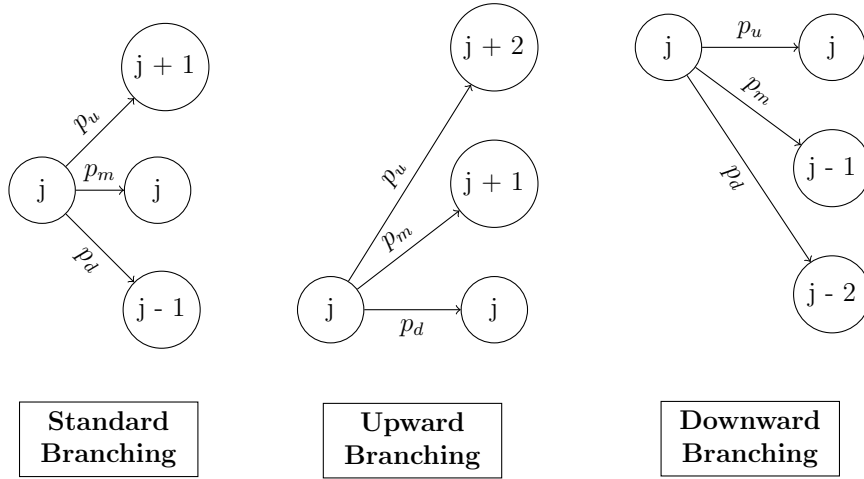 j + 1
p_u
j
p_m
j
p_d
j - 1
Standard
Branching
j + 2
p_u
j + 1
p_m
j
p_d
j
Upward
Branching
j
p_u
j
p_m
j - 1
p_d
j - 2
Downward
Branching